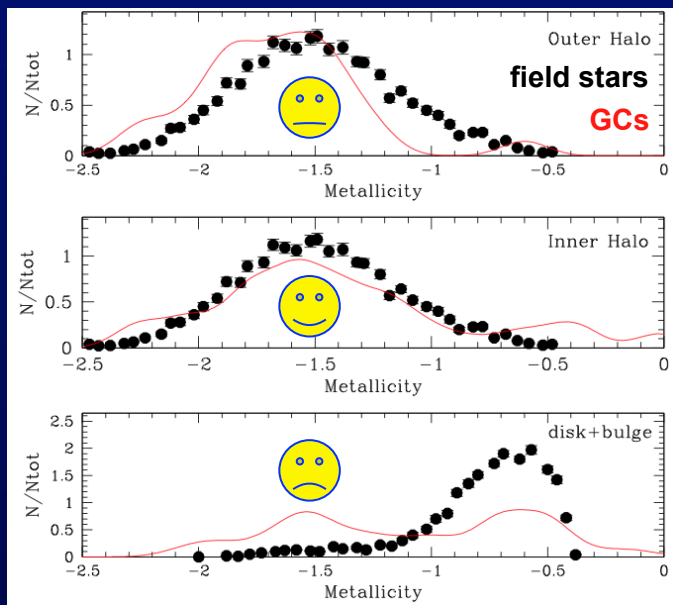 Outer Halo
field stars
GCs
N/Ntot
1
0.5
0
-2.5
-2
-1.5
-1
-0.5
0
Metallicity
Inner Halo
N/Ntot
1
0.5
0
-2.5
-2
-1.5
-1
-0.5
0
Metallicity
disk+bulge
N/Ntot
2.5
2
1.5
1
0.5
0
-2.5
-2
-1.5
-1
-0.5
0
Metallicity